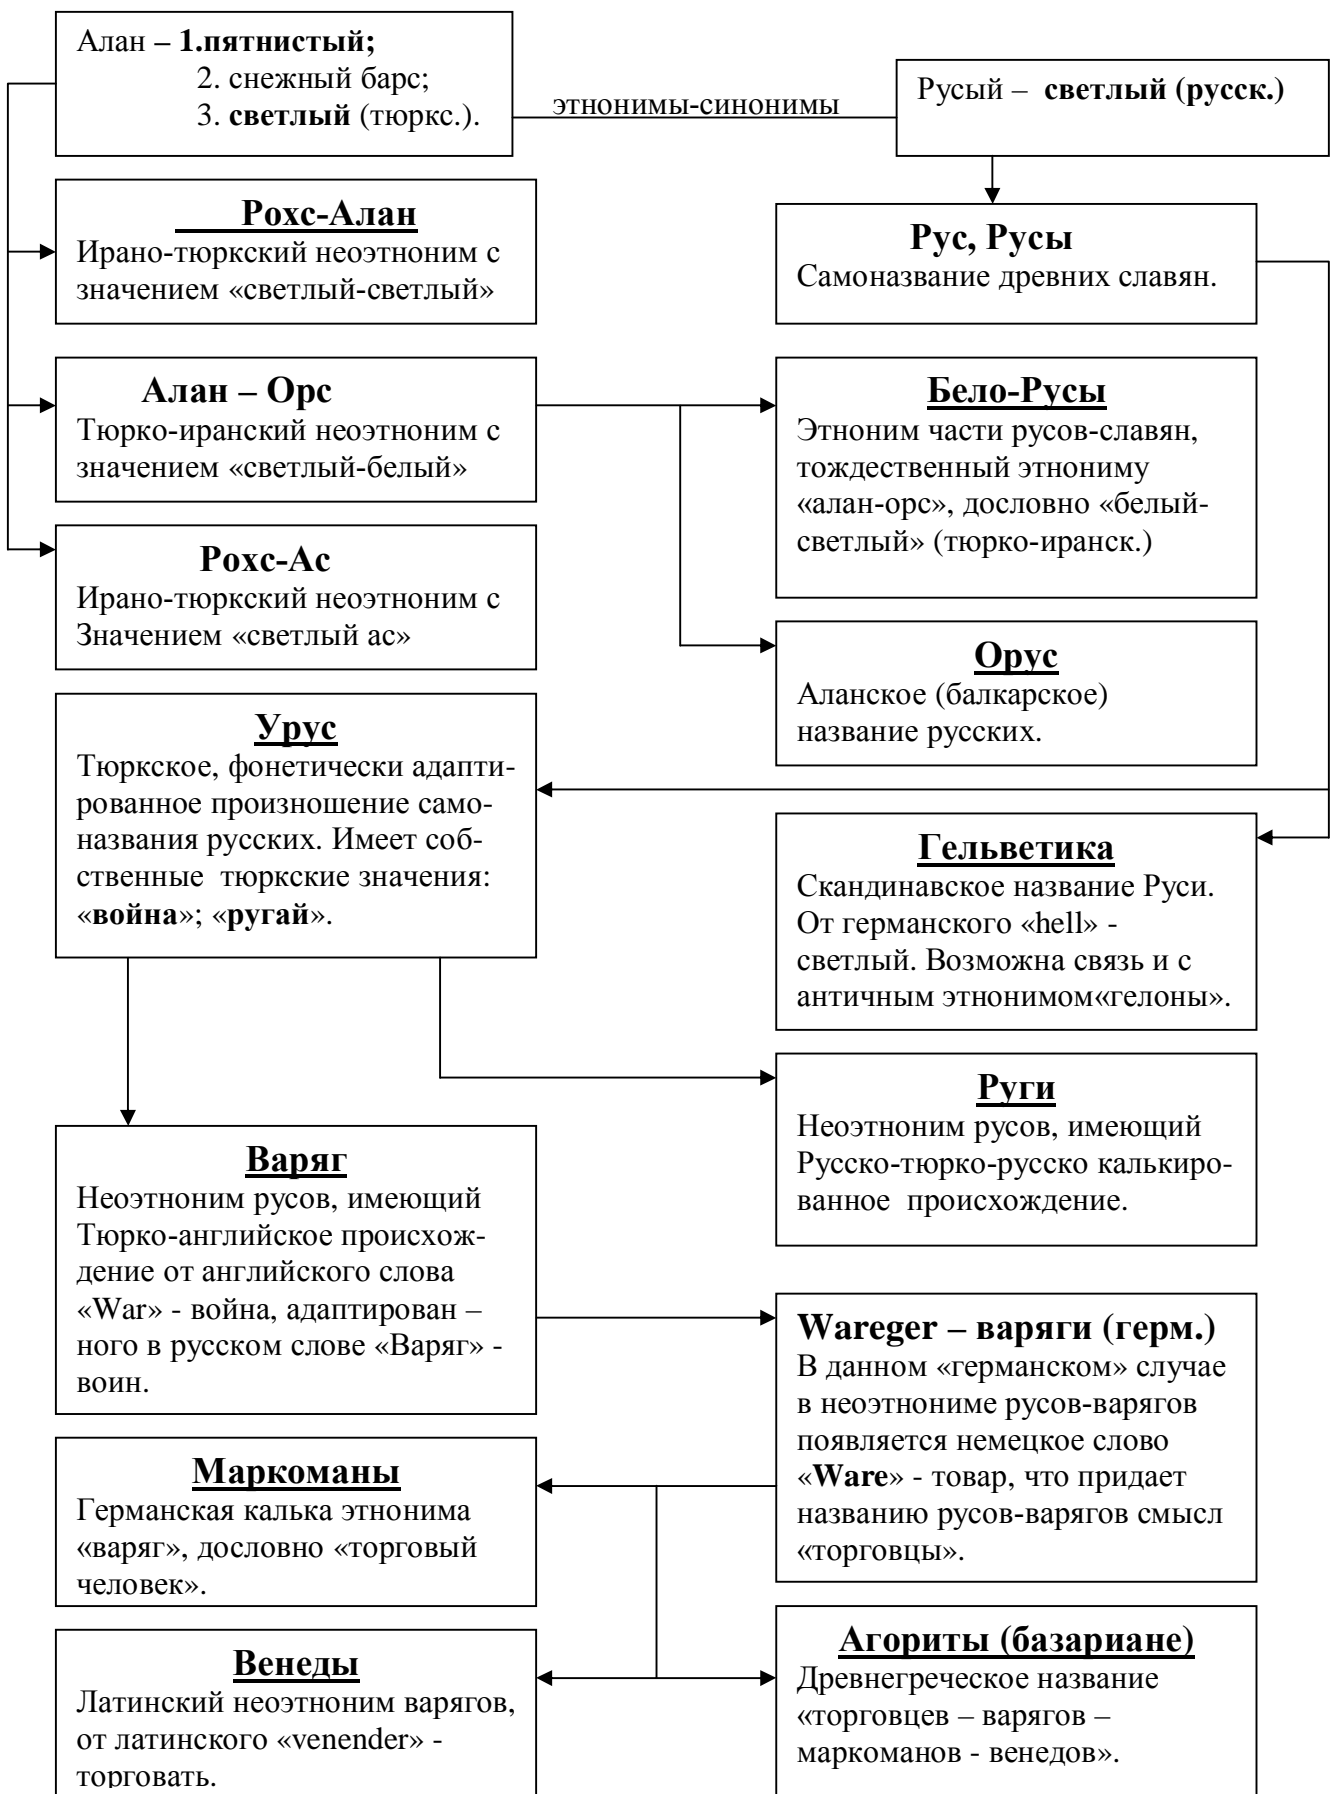 Алан – 1.пятнистый;
2. снежный барс;
3. светлый (тюркс.).
этнонимы-синонимы
Русый – светлый (русск.)
Рохс-Алан
Ирано-тюркский неоэтноним с
значением «светлый-светлый»
Рус, Русы
Самоназвание древних славян.
Алан – Орс
Тюрко-иранский неоэтноним с
значением «светлый-белый»
Бело-Русы
Этноним части русов-славян,
тождественный этнониму
«алан-орс», дословно «белый-
светлый» (тюрко-иранск.)
Рохс-Ас
Ирано-тюркский неоэтноним с
Значением «светлый ас»
Орус
Аланское (балкарское)
название русских.
Урус
Тюркское, фонетически адапти-
рованное произношение само-
названия русских. Имеет соб-
ственные тюркские значения:
«война»; «ругай».
Гельветика
Скандинавское название Руси.
От германского «hell» -
светлый. Возможна связь и с
античным этнонимом«гелоны».
Руги
Неоэтноним русов, имеющий
Русско-тюрко-русско калькиро-
ванное происхождение.
Варяг
Неоэтноним русов, имеющий
Тюрко-английское происхож-
дение от английского слова
«War» - война, адаптирован –
ного в русском слове «Варяг» -
воин.
Wareger – варяги (герм.)
В данном «германском» случае
в неоэтнониме русов-варягов
появляется немецкое слово
«Ware» - товар, что придает
названию русов-варягов смысл
«торговцы».
Маркоманы
Германская калька этнонима
«варяг», дословно «торговый
человек».
Венеды
Латинский неоэтноним варягов,
от латинского «venender» -
торговать.
Агориты (базариане)
Древнегреческое название
«торговцев – варягов –
маркоманов - венедов».